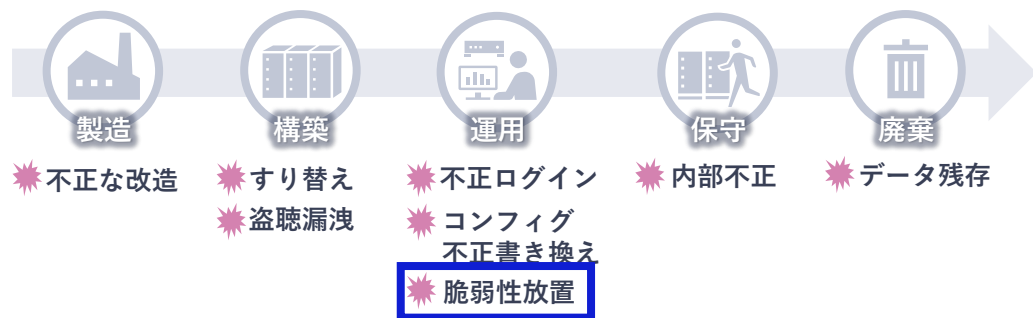 製造
構築
運用
保守
廃棄
不正な改造
すり替え
盗聴漏洩
不正ログイン
コンフィグ
不正書き換え
脆弱性放置
内部不正
データ残存